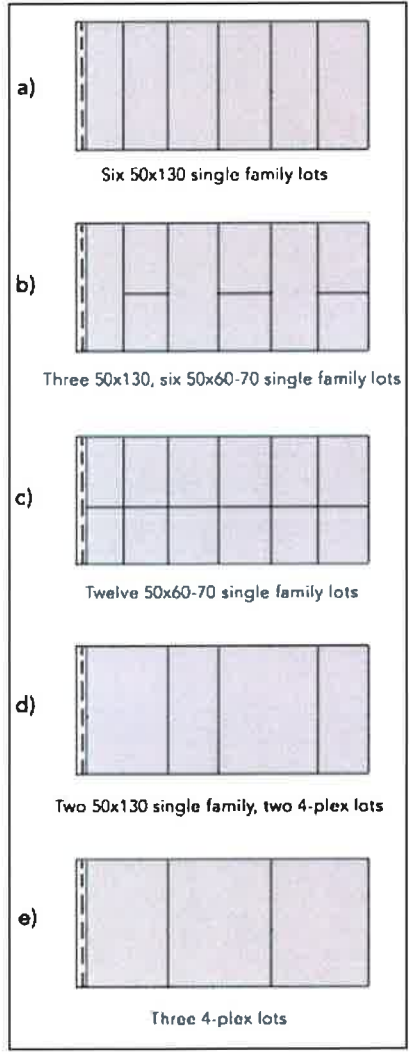 a)
Six 50x130 single family lots
b)
Three 50x130, six 50x60-70 single family lots
c)
Twelve 50x60-70 single family lots
d)
Two 50x130 single family, two 4-plex lots
e)
Three 4-plex lots